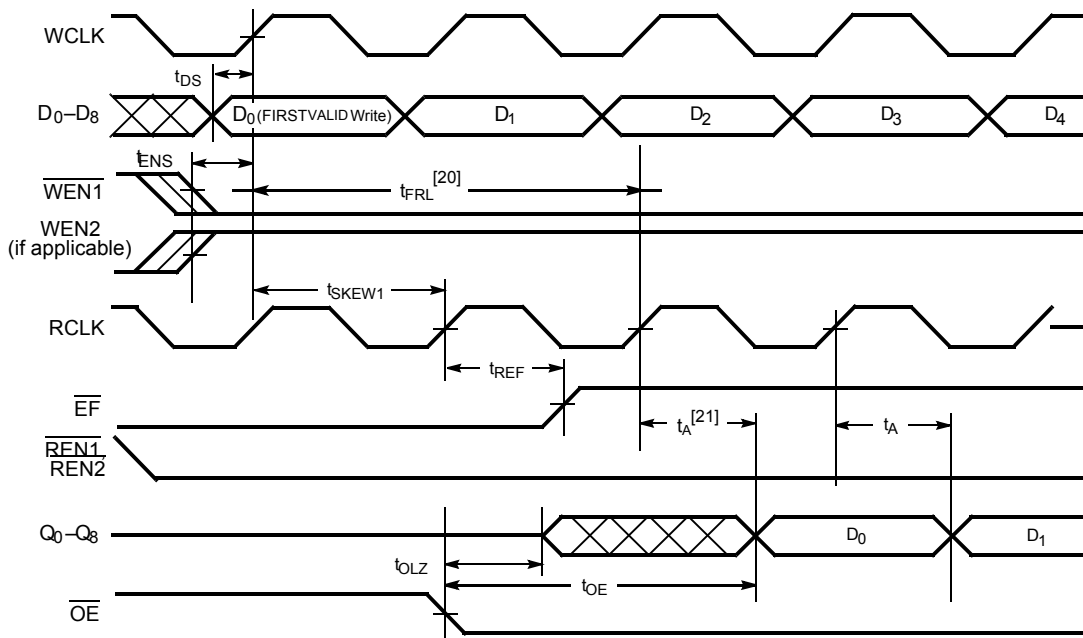 WCLK
tDS
D0–D8
D0 (FIRSTVALID Write)
D1
D2
D3
D4
tENS
WEN1
tFRL[20]
WEN2
(if applicable)
tSKEW1
RCLK
tREF
EF
tA[21]
tA
REN1,
REN2
Q0–Q8
D0
D1
tOLZ
tOE
OE